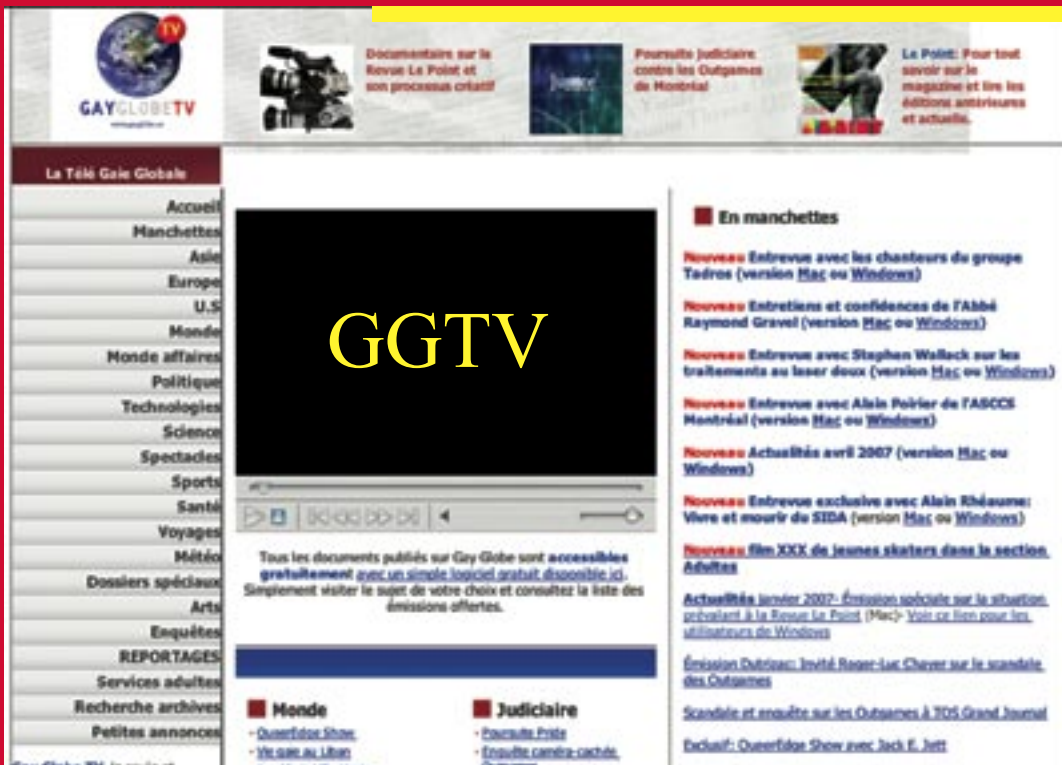 TV
GAYGLOBETV
Documentaire sur la
Revue Le Point et
son processus créatif
Poursuite judiciaire
contre les Outgames
de Montréal
Le Point: Pour tout
savoir sur le
magazine et lire les
éditions antérieures
et actuelle.
La Télé Gaie Globale
Accueil
Manchettes
Asie
Europe
U.S
Monde
Monde affaires
Politique
Technologies
Science
Spectacles
Sports
Santé
Voyages
Météo
Dossiers spéciaux
Arts
Enquêtes
REPORTAGES
Services adultes
Recherche archives
Petites annonces
GGTV
Tous les documents publiés sur Gay Globe sont accessibles
gratuitement avec un simple logiciel gratuit disponible ici.
Simplement visiter le sujet de votre choix et consultez la liste des
émissions offertes.
Monde
- QueerEdge Show
- Vie gaie au Liban
Judiciaire
- Poursuite Pride
- Enquête caméra-cachée
En manchettes
Nouveau Entrevue avec les chanteurs du groupe
Tadros (version Mac ou Windows)
Nouveau Entretiens et confidences de l'Abbé
Raymond Gravel (version Mac ou Windows)
Nouveau Entrevue avec Stephen Wallack sur les
traitements au laser doux (version Mac ou Windows)
Nouveau Entrevue avec Alain Poirier de l'ASCCS
Montréal (version Mac ou Windows)
Nouveau Actualités avril 2007 (version Mac ou
Windows)
Nouveau Entrevue exclusive avec Alain Rhéaume:
Vivre et mourir du SIDA (version Mac ou Windows)
Nouveau film XXX de jeunes skaters dans la section
Adultes
Actualités janvier 2007- Émission spéciale sur la situation
prévalant à la Revue Le Point (Mac)- Voir ce lien pour les
utilisateurs de Windows
Émission Dutrizac: Invité Roger-Luc Chayer sur le scandale
des Outgames
Scandale et enquête sur les Outgames à TQS Grand Journal
Exclusif: QueerEdge Show avec Jack E. Jett